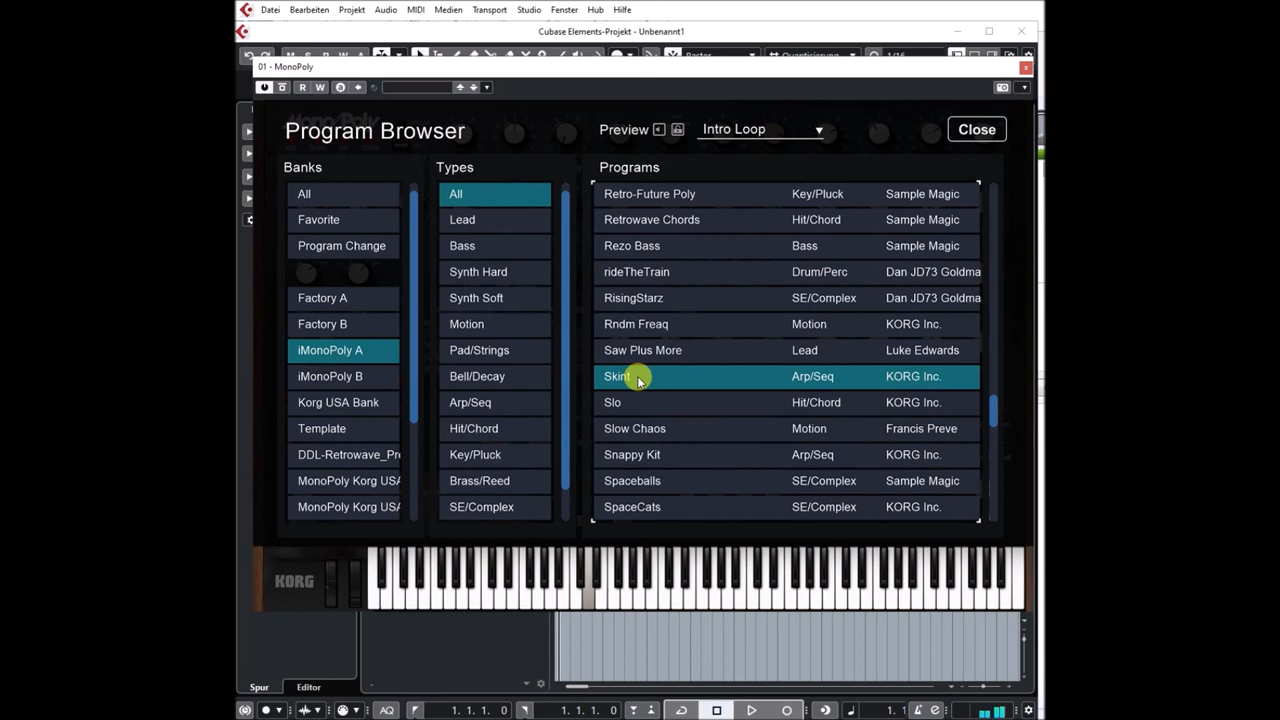 Datei Bearbeiten Projekt Audio MIDI Medien Transport Studio Fenster Hub Hilfe
Cubase Elements-Projekt - Unbenannt1
Raster Quantisierung 1/16
01 - MonoPoly
R W
Program Browser
Preview Intro Loop Close
Banks Types Programs
All All Retro-Future Poly Key/Pluck Sample Magic
Favorite Lead Retrowave Chords Hit/Chord Sample Magic
Program Change Bass Rezo Bass Bass Sample Magic
Synth Hard rideTheTrain Drum/Perc Dan JD73 Goldma
Factory A Synth Soft RisingStarz SE/Complex Dan JD73 Goldma
Factory B Motion Rndm Freaq Motion KORG Inc.
iMonoPoly A Pad/Strings Saw Plus More Lead Luke Edwards
iMonoPoly B Bell/Decay Skint Arp/Seq KORG Inc.
Korg USA Bank Arp/Seq Slo Hit/Chord KORG Inc.
Template Hit/Chord Slow Chaos Motion Francis Preve
DDL-Retrowave_Pre Key/Pluck Snappy Kit Arp/Seq KORG Inc.
MonoPoly Korg USA Brass/Reed Spaceballs SE/Complex Sample Magic
MonoPoly Korg USA SE/Complex SpaceCats SE/Complex KORG Inc.
KORG
Spur Editor
AQ 1. 1. 1. 0 1. 1. 1. 0 1. 1